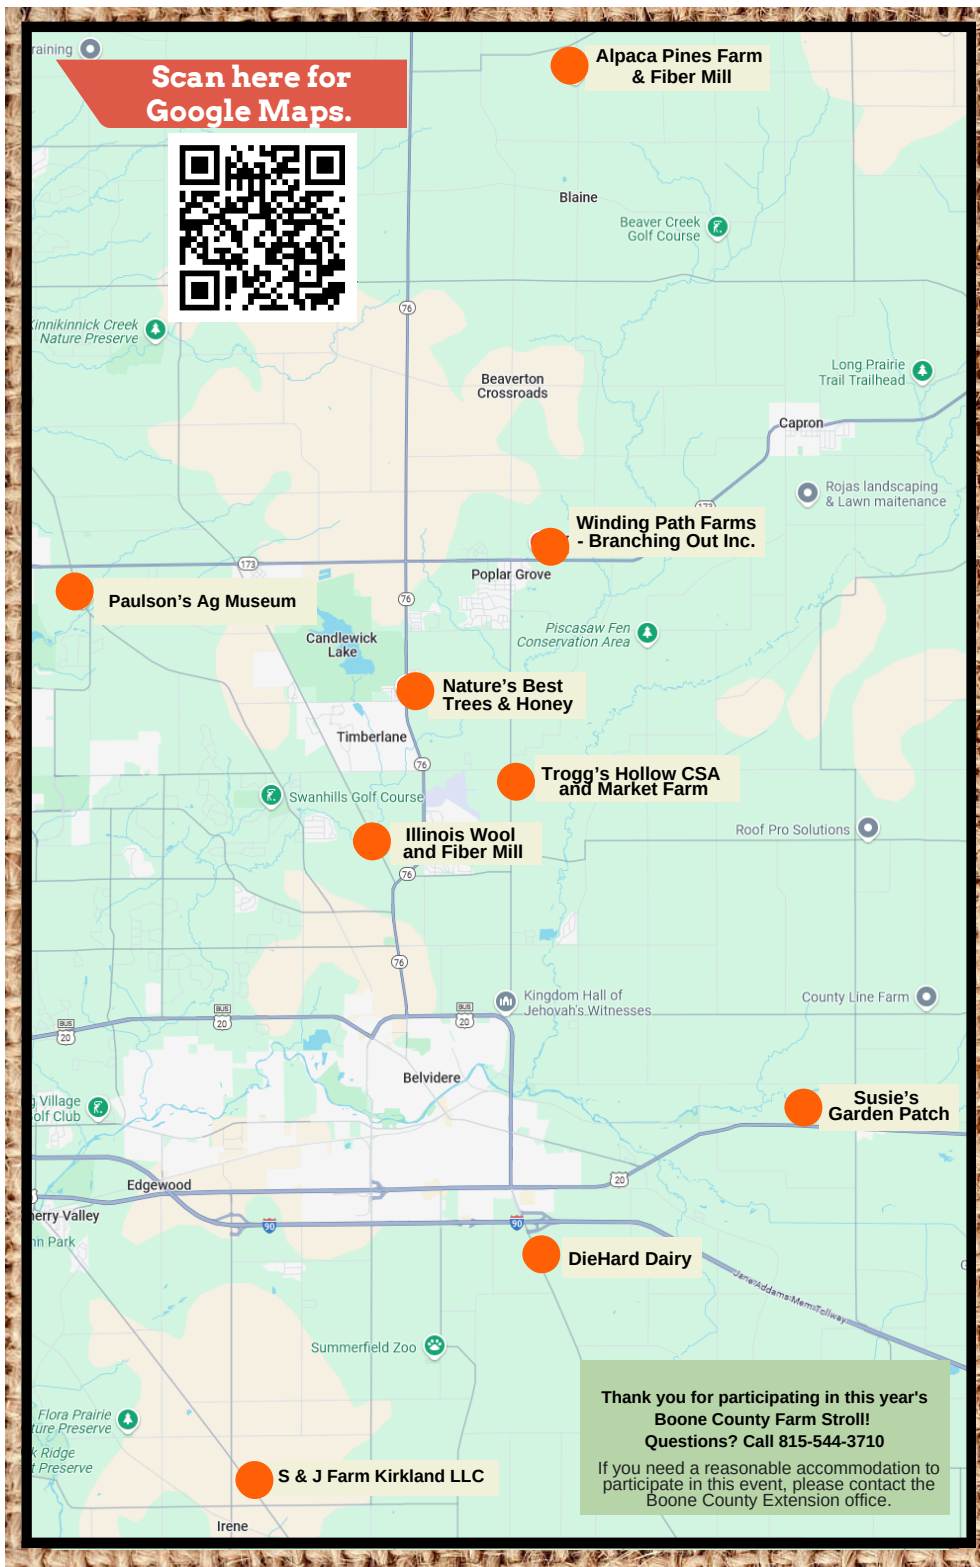 raining
Scan here for
Google Maps.
Alpaca Pines Farm
& Fiber Mill
Blaine
Beaver Creek
Golf Course
76
Kinnikinnick Creek
Nature Preserve
Long Prairie
Trail Trailhead
Beaverton
Crossroads
Capron
Rojas landscaping
& Lawn maitenance
173
Winding Path Farms
- Branching Out Inc.
173
Poplar Grove
Paulson's Ag Museum
76
Piscasaw Fen
Conservation Area
Candlewick
Lake
Nature's Best
Trees & Honey
Timberlane
76
Trogg's Hollow CSA
and Market Farm
Swanhills Golf Course
Illinois Wool
and Fiber Mill
Roof Pro Solutions
76
76
Kingdom Hall of
Jehovah's Witnesses
County Line Farm
BUS
20
BUS
20
BUS
20
Belvidere
g Village
olf Club
Susie's
Garden Patch
Edgewood
20
herry Valley
90
90
nn Park
DieHard Dairy
Jane Addams Mem Tollway
Summerfield Zoo
Flora Prairie
ture Preserve
k Ridge
t Preserve
S & J Farm Kirkland LLC
Irene
Thank you for participating in this year's
Boone County Farm Stroll!
Questions? Call 815-544-3710
If you need a reasonable accommodation to
participate in this event, please contact the
Boone County Extension office.